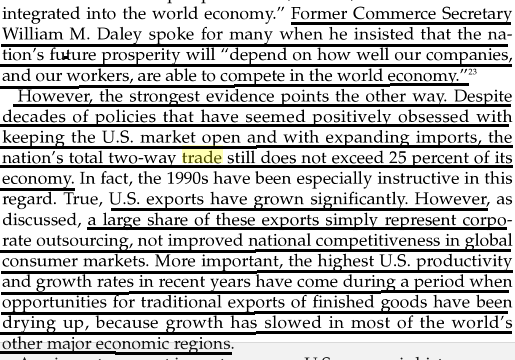 integrated into the world economy.” Former Commerce Secretary
William M. Daley spoke for many when he insisted that the na-
tion’s future prosperity will “depend on how well our companies,
and our workers, are able to compete in the world economy.”23
However, the strongest evidence points the other way. Despite
decades of policies that have seemed positively obsessed with
keeping the U.S. market open and with expanding imports, the
nation’s total two-way trade still does not exceed 25 percent of its
economy. In fact, the 1990s have been especially instructive in this
regard. True, U.S. exports have grown significantly. However, as
discussed, a large share of these exports simply represent corpo-
rate outsourcing, not improved national competitiveness in global
consumer markets. More important, the highest U.S. productivity
and growth rates in recent years have come during a period when
opportunities for traditional exports of finished goods have been
drying up, because growth has slowed in most of the world’s
other major economic regions.